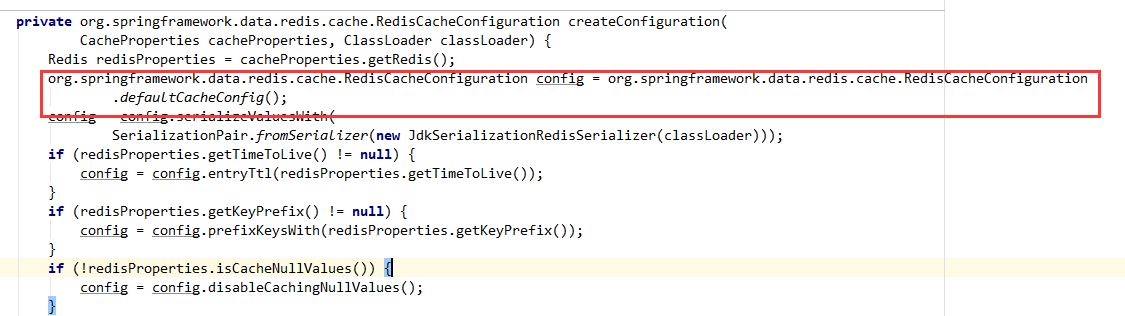 private org.springframework.data.redis.cache.RedisCacheConfiguration createConfiguration(
CacheProperties cacheProperties, ClassLoader classLoader) {
Redis redisProperties = cacheProperties.getRedis();
org.springframework.data.redis.cache.RedisCacheConfiguration config = org.springframework.data.redis.cache.RedisCacheConfiguration
.defaultCacheConfig();
config = config.serializeValuesWith(
SerializationPair.fromSerializer(new JdkSerializationRedisSerializer(classLoader)));
if (redisProperties.getTimeToLive() != null) {
config = config.entryTtl(redisProperties.getTimeToLive());
}
if (redisProperties.getKeyPrefix() != null) {
config = config.prefixKeysWith(redisProperties.getKeyPrefix());
}
if (!redisProperties.isCacheNullValues()) {
config = config.disableCachingNullValues();
}